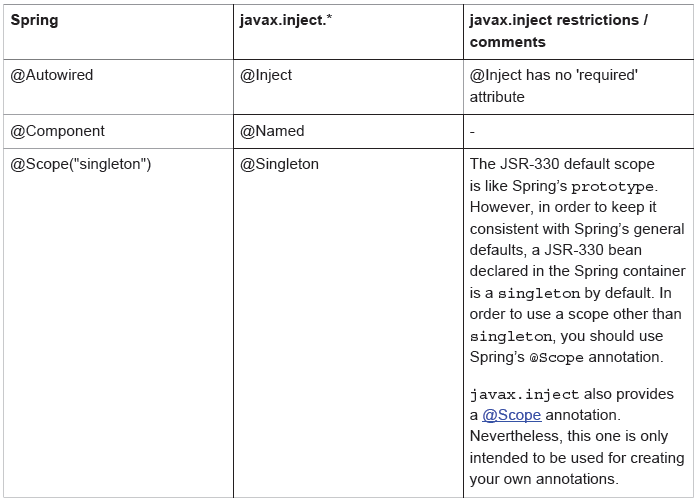 Spring
javax.inject.*
javax.inject restrictions /
comments
@Autowired
@Inject
@Inject has no 'required'
attribute
@Component
@Named
-
@Scope("singleton")
@Singleton
The JSR-330 default scope
is like Spring’s prototype.
However, in order to keep it
consistent with Spring’s general
defaults, a JSR-330 bean
declared in the Spring container
is a singleton by default. In
order to use a scope other than
singleton, you should use
Spring’s @Scope annotation.
javax.inject also provides
a @Scope annotation.
Nevertheless, this one is only
intended to be used for creating
your own annotations.